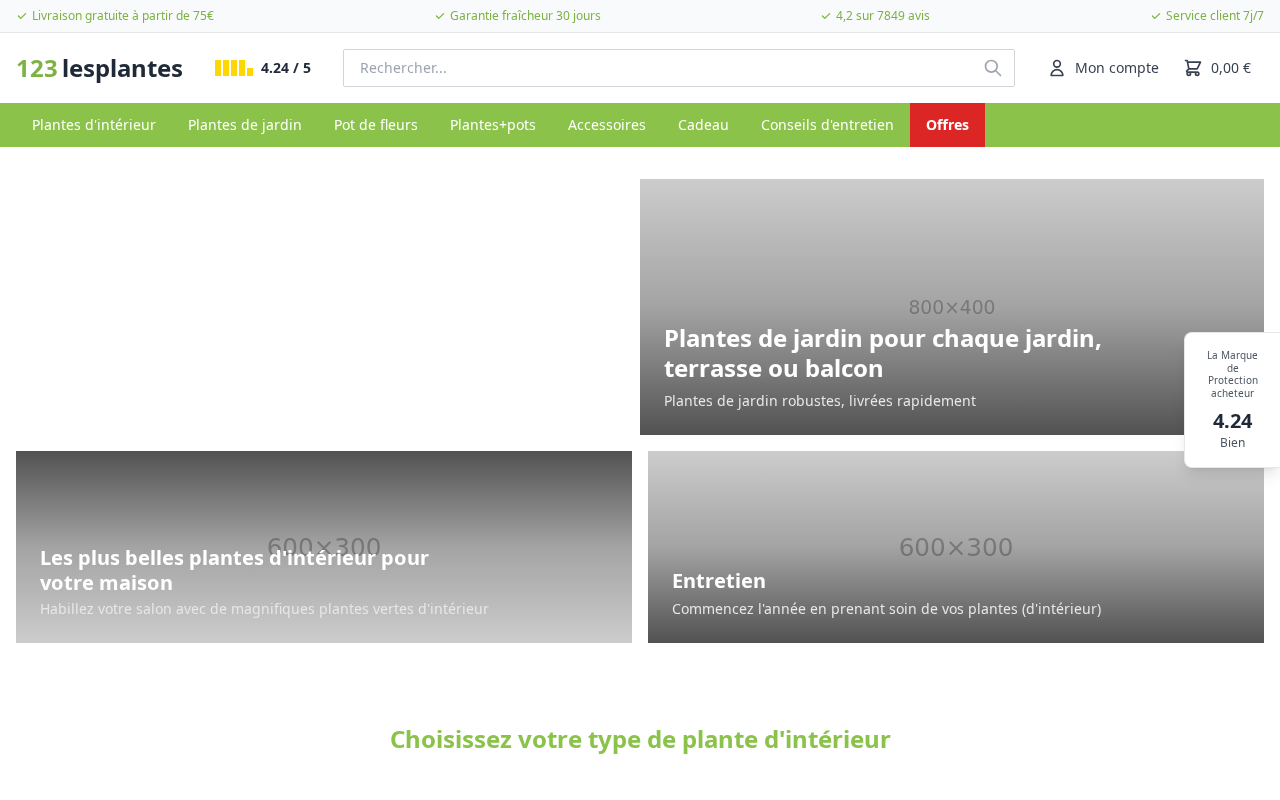 Livraison gratuite à partir de 75€
Garantie fraîcheur 30 jours
4,2 sur 7849 avis
Service client 7j/7
123 lesplantes
4.24 / 5
Rechercher...
Mon compte
0,00 €
Plantes d'intérieur
Plantes de jardin
Pot de fleurs
Plantes+pots
Accessoires
Cadeau
Conseils d'entretien
Offres
800×400
Plantes de jardin pour chaque jardin,
terrasse ou balcon
Plantes de jardin robustes, livrées rapidement
La Marque
de
Protection
acheteur
4.24
Bien
600×300
Les plus belles plantes d'intérieur pour
votre maison
Habillez votre salon avec de magnifiques plantes vertes d'intérieur
600×300
Entretien
Commencez l'année en prenant soin de vos plantes (d'intérieur)
Choisissez votre type de plante d'intérieur